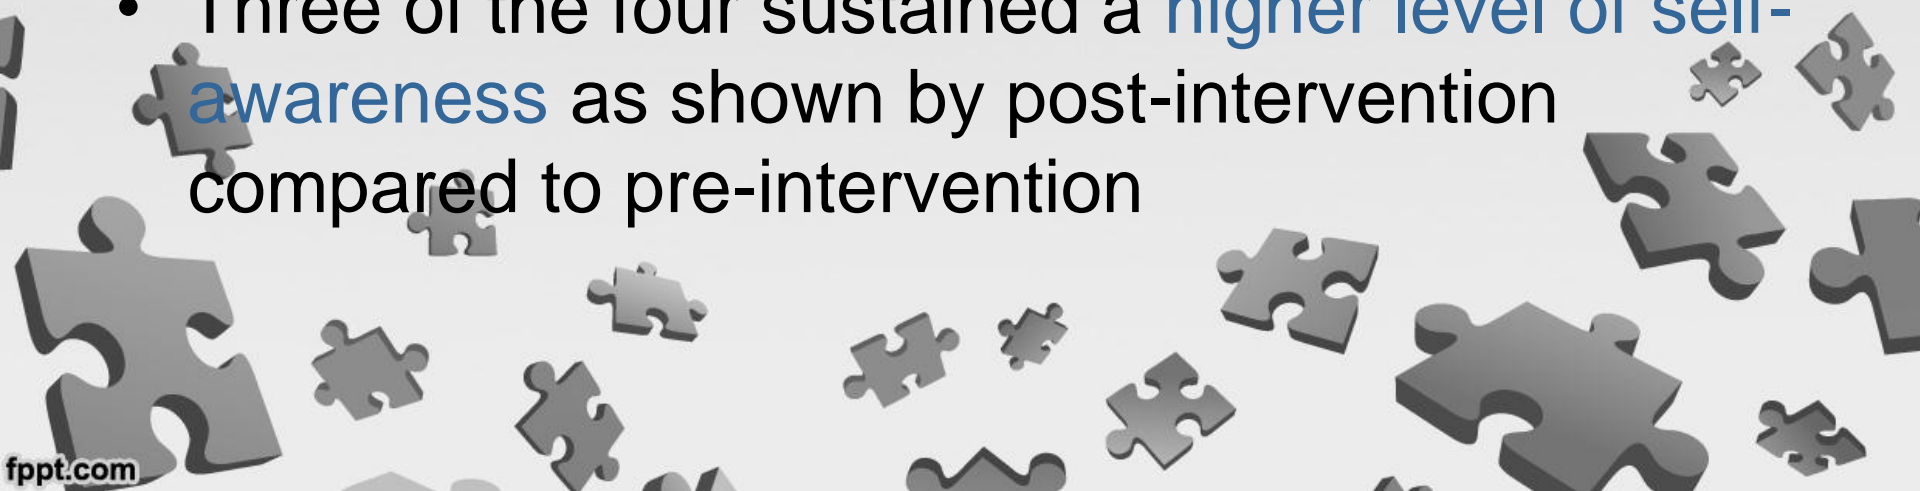 • Three of the four sustained a higher level of self-
awareness as shown by post-intervention
compared to pre-intervention
fppt.com